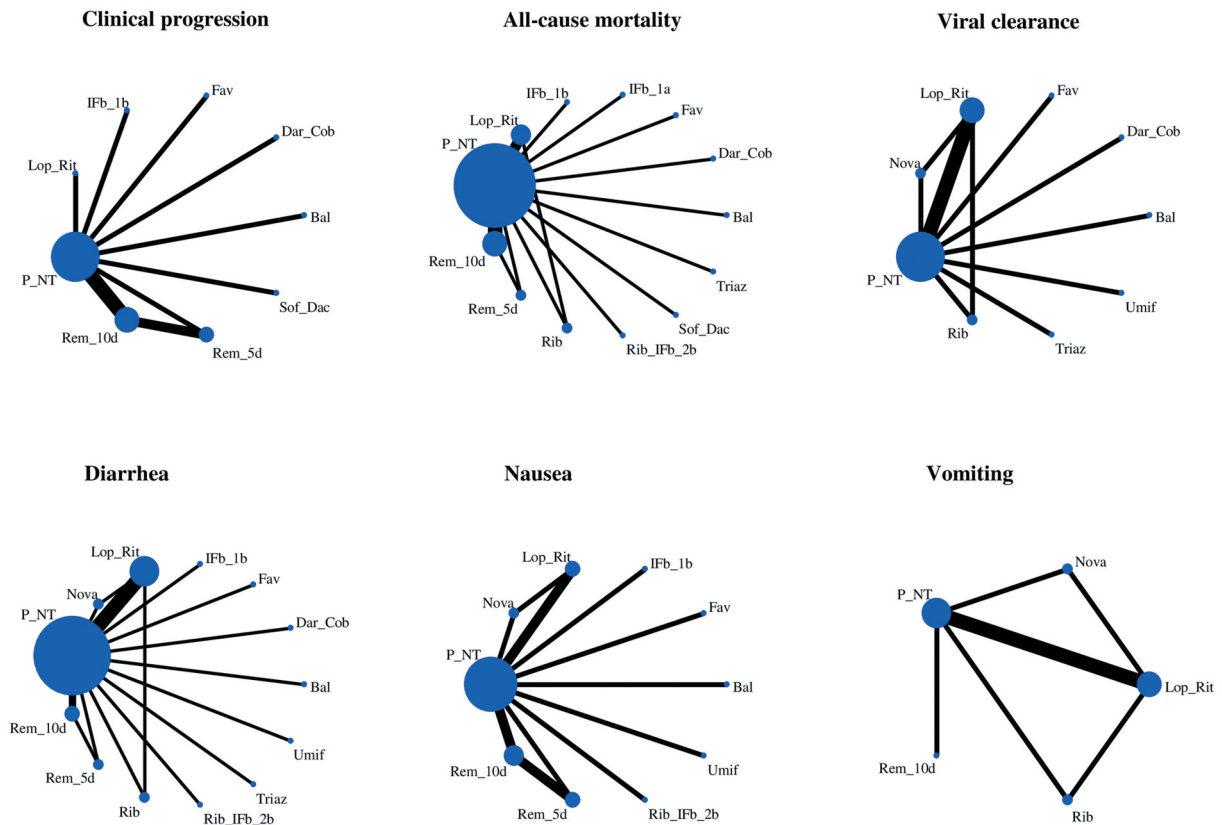 Clinical progression
IFb_1b
Fav
Dar_Cob
Lop_Rit
Bal
P_NT
Sof_Dac
Rem_10d
Rem_5d
All-cause mortality
IFb_1b
IFb_1a
Lop_Rit
Fav
P_NT
Dar_Cob
Bal
Rem_10d
Triaz
Rem_5d
Sof_Dac
Rib
Rib_IFb_2b
Viral clearance
Lop_Rit
Fav
Dar_Cob
Nova
Bal
P_NT
Umif
Rib
Triaz
Diarrhea
Lop_Rit
IFb_1b
Nova
Fav
P_NT
Dar_Cob
Bal
Rem_10d
Umif
Rem_5d
Triaz
Rib
Rib_IFb_2b
Nausea
Lop_Rit
IFb_1b
Nova
Fav
P_NT
Bal
Umif
Rem_10d
Rem_5d
Rib_IFb_2b
Vomiting
Nova
P_NT
Lop_Rit
Rem_10d
Rib